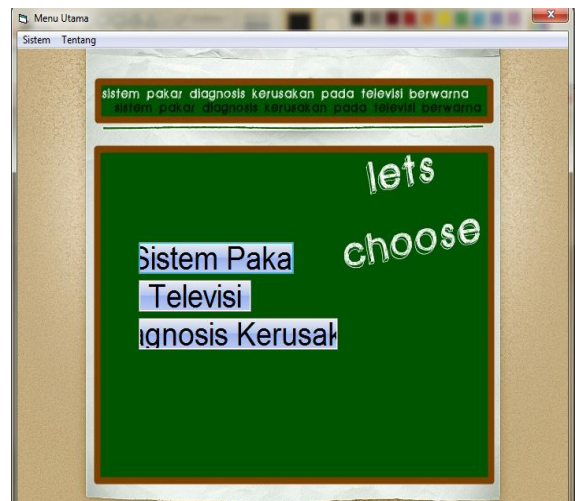 Menu Utama
Sistem Tentang
sistem pakar diagnosis kerusakan pada televisi berwarna
sistem pakar diagnosis kerusakan pada televisi berwarna
lets
choose
Sistem Paka
Televisi
agnosis Kerusak